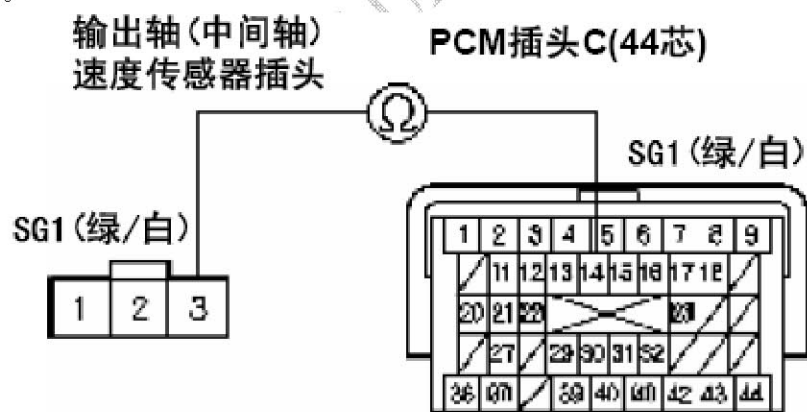 输出轴(中间轴)
速度传感器插头
PCM插头C(44芯)
Ω
SG1(绿/白)
SG1(绿/白)
1 2 3
1 2 3 4 5 6 7 8 9
11 12 13 14 15 16 17 18
20 21 22
27 29 30 31 32
36 39 40 42 43 44